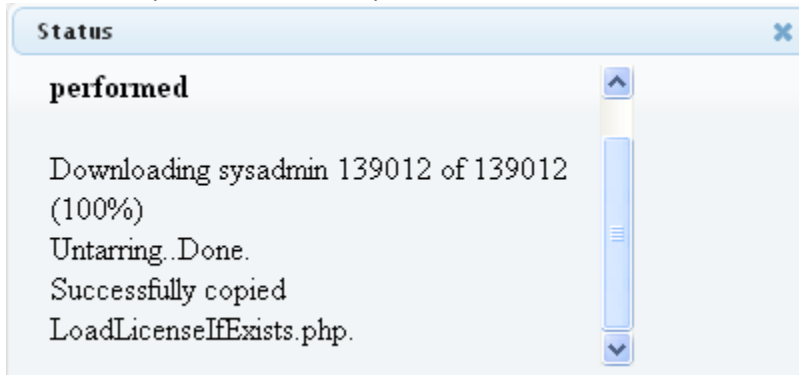 Status
performed
Downloading sysadmin 139012 of 139012
(100%)
Untarring..Done.
Successfully copied
LoadLicenseIfExists.php.